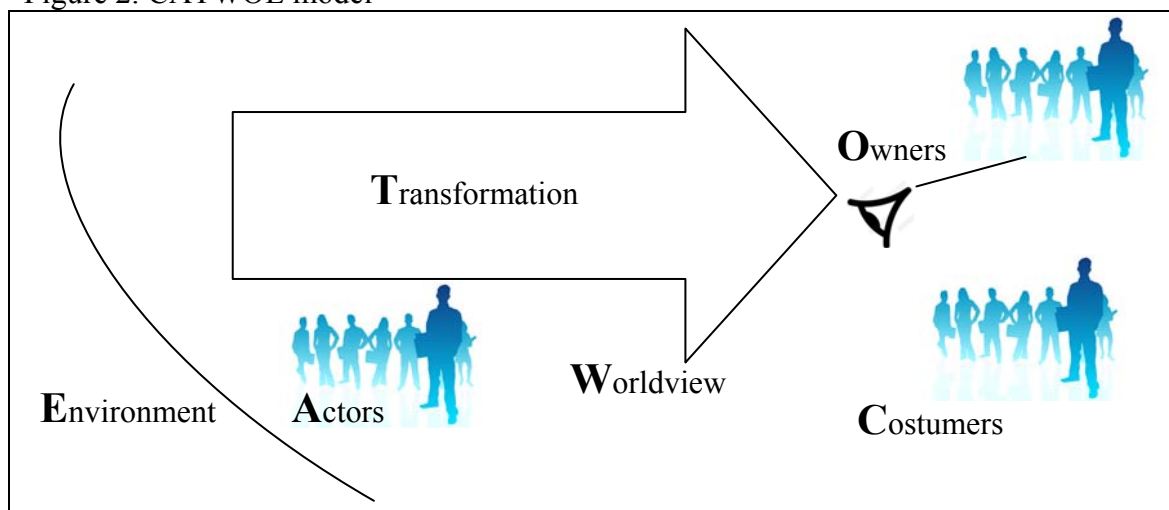 Figure 2: CATWOE model
Owners
Transformation
Worldview
Environment
Actors
Costumers